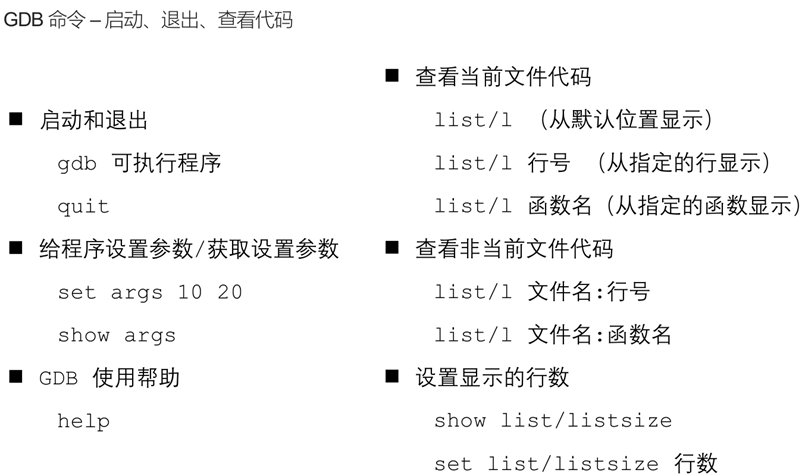 GDB 命令 – 启动、退出、查看代码
■ 启动和退出
gdb 可执行程序
quit
■ 给程序设置参数/获取设置参数
set args 10 20
show args
■ GDB 使用帮助
help
■ 查看当前文件代码
list/l （从默认位置显示）
list/l 行号 （从指定的行显示）
list/l 函数名（从指定的函数显示）
■ 查看非当前文件代码
list/l 文件名:行号
list/l 文件名:函数名
■ 设置显示的行数
show list/listsize
set list/listsize 行数